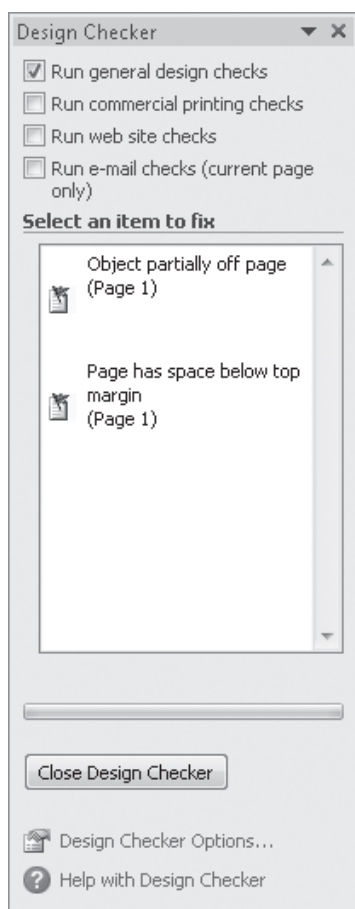 Design Checker
Run general design checks
Run commercial printing checks
Run web site checks
Run e-mail checks (current page
only)
Select an item to fix
Object partially off page
(Page 1)
Page has space below top
margin
(Page 1)
Close Design Checker
Design Checker Options...
Help with Design Checker